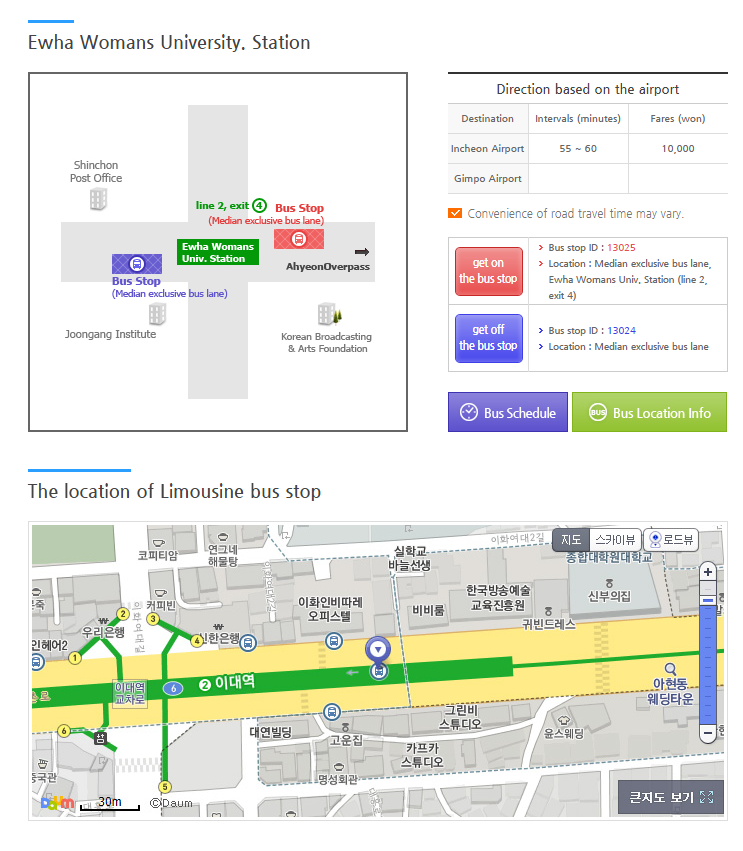 Ewha Womans University. Station
Shinchon
Post Office
line 2, exit 4
Bus Stop
(Median exclusive bus lane)
Ewha Womans
Univ. Station
AhyeonOverpass
Bus Stop
(Median exclusive bus lane)
Joongang Institute
Korean Broadcasting
& Arts Foundation
Direction based on the airport
Destination
Intervals (minutes)
Fares (won)
Incheon Airport
55 ~ 60
10,000
Gimpo Airport
Convenience of road travel time may vary.
get on
the bus stop
Bus stop ID : 13025
Location : Median exclusive bus lane,
Ewha Womans Univ. Station (line 2,
exit 4)
get off
the bus stop
Bus stop ID : 13024
Location : Median exclusive bus lane
Bus Schedule
BUS Bus Location Info
The location of Limousine bus stop
지도
스카이뷰
로드뷰
이화여대2길
종합대학원대학교
코피티암
연그네
해물탕
실학교
바늘선생
한국방송예술
교육진흥원
신부의집
커피빈
이화인비따레
오피스텔
비비룸
귀빈드레스
우리은행
신한은행
이화여대길
인헤어2
1
2
3
4
5
6
이대역
교차로
6
2 이대역
아현동
웨딩타운
대연빌딩
고운집
그린비
스튜디오
카프카
스튜디오
윤스웨딩
명성회관
중국관
Daum
30m
©Daum
큰지도 보기
+
−